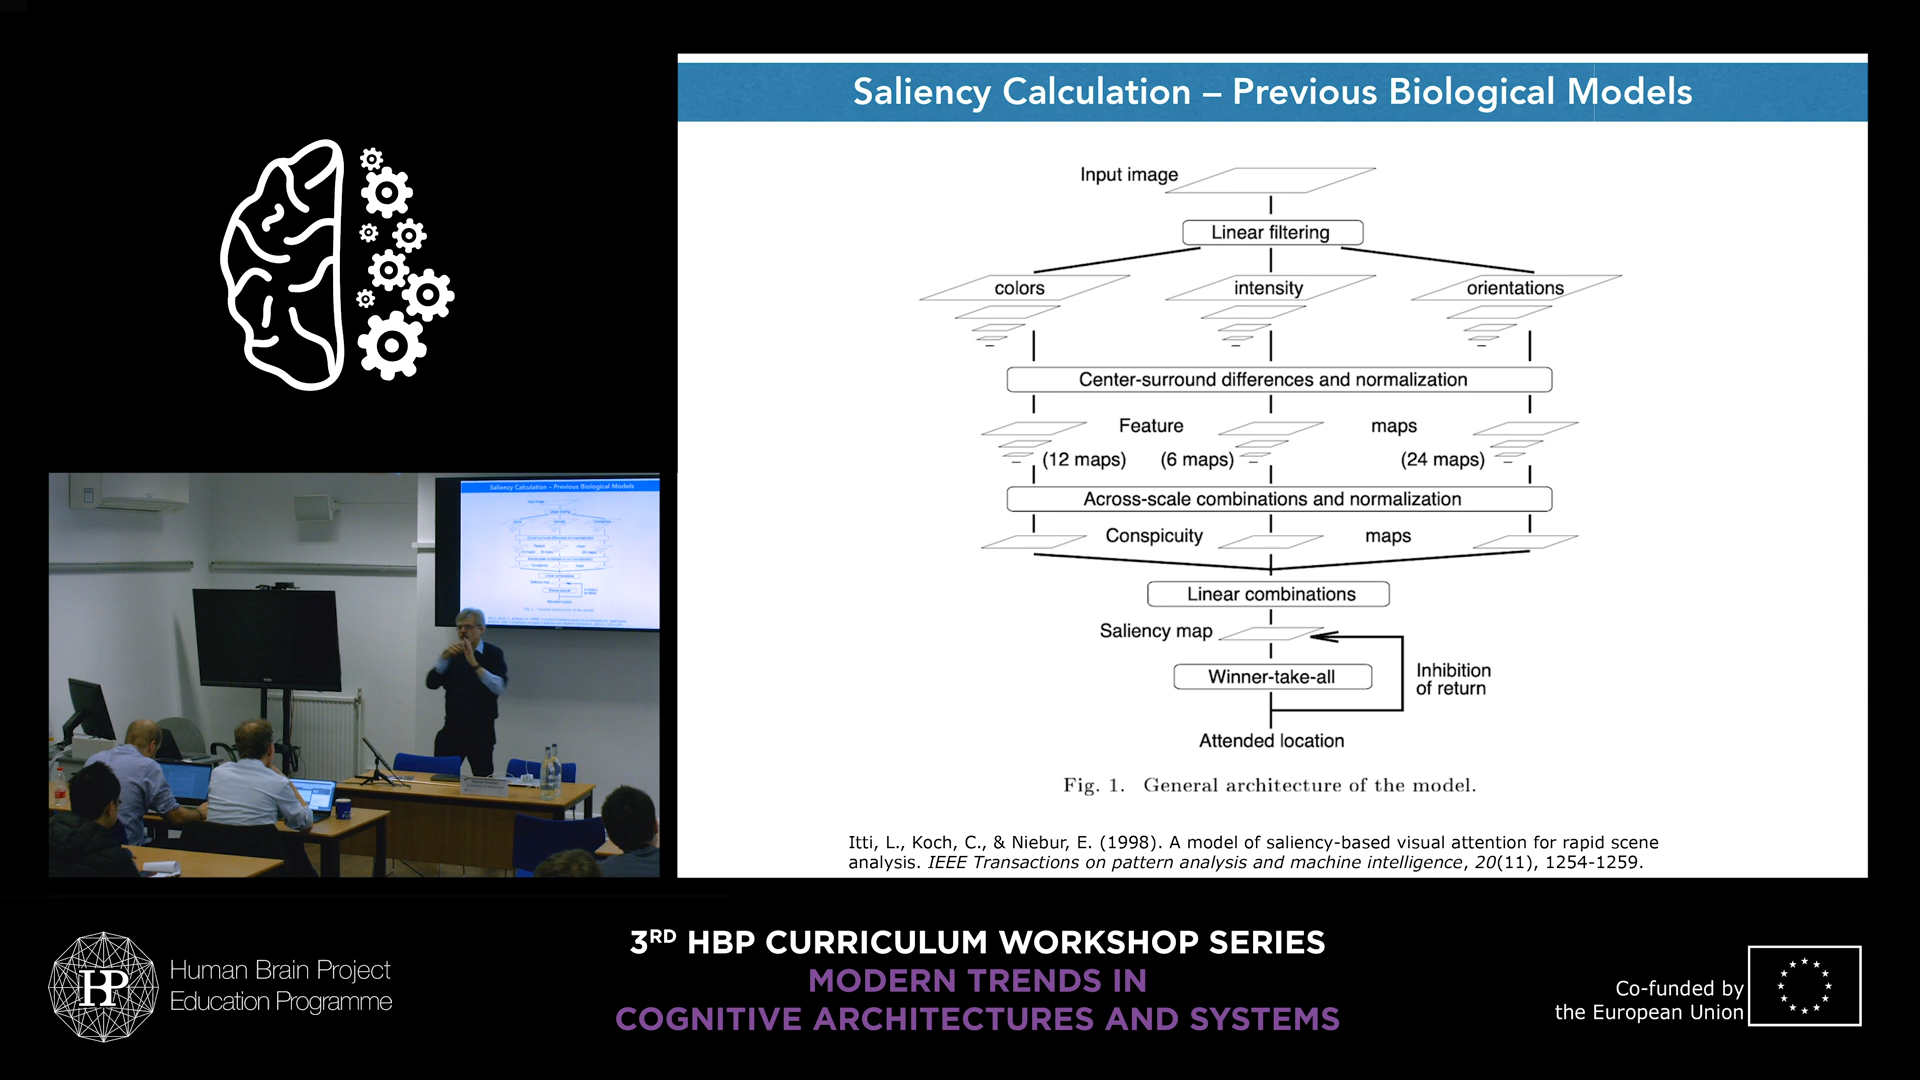 Saliency Calculation – Previous Biological Models
Input image
Linear filtering
colors intensity orientations
Center-surround differences and normalization
Feature maps
(12 maps) (6 maps) (24 maps)
Across-scale combinations and normalization
Conspicuity maps
Linear combinations
Saliency map
Winner-take-all
Inhibition
of return
Attended location
Fig. 1. General architecture of the model.
Itti, L., Koch, C., & Niebur, E. (1998). A model of saliency-based visual attention for rapid scene
analysis. IEEE Transactions on pattern analysis and machine intelligence, 20(11), 1254-1259.
Saliency Calculation – Previous Biological Models
HP
Human Brain Project
Education Programme
3RD HBP CURRICULUM WORKSHOP SERIES
MODERN TRENDS IN
COGNITIVE ARCHITECTURES AND SYSTEMS
Co-funded by
the European Union